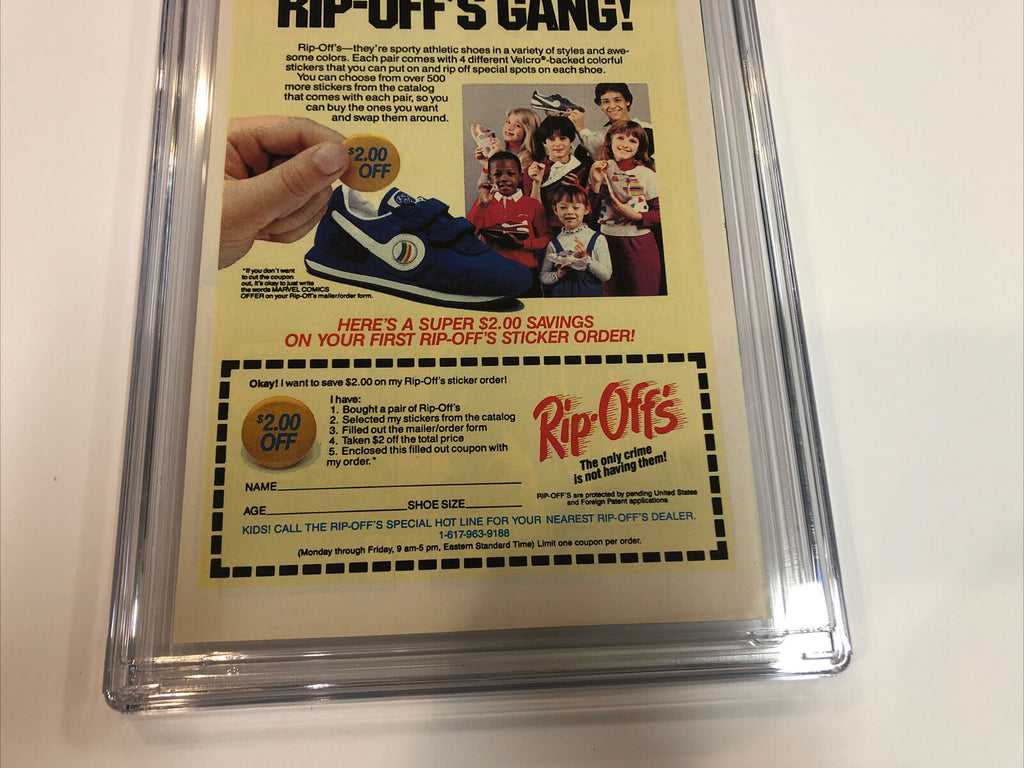 RIP-OFF'S GANG!
Rip-Off's—they're sporty athletic shoes in a variety of styles and awe-
some colors. Each pair comes with 4 different Velcro®-backed colorful
stickers that you can put on and rip off special spots on each shoe.
You can choose from over 500
more stickers from the catalog
that comes with each pair, so you
can buy the ones you want
and swap them around.
$2.00
OFF
*If you don't want
to cut the coupon
out, it's okay to just write
the words MARVEL COMICS
OFFER on your Rip-Off's mailer/order form.
HERE'S A SUPER $2.00 SAVINGS
ON YOUR FIRST RIP-OFF'S STICKER ORDER!
Okay! I want to save $2.00 on my Rip-Off's sticker order!
$2.00
OFF
I have:
1. Bought a pair of Rip-Off's
2. Selected my stickers from the catalog
3. Filled out the mailer/order form
4. Taken $2 off the total price
5. Enclosed this filled out coupon with
my order.*
Rip-Off's
The only crime
is not having them!
RIP-OFF'S are protected by pending United States
and Foreign Patent applications
NAME
AGE SHOE SIZE
KIDS! CALL THE RIP-OFF'S SPECIAL HOT LINE FOR YOUR NEAREST RIP-OFF'S DEALER.
1-617-963-9188
(Monday through Friday, 9 am-5 pm, Eastern Standard Time) Limit one coupon per order.